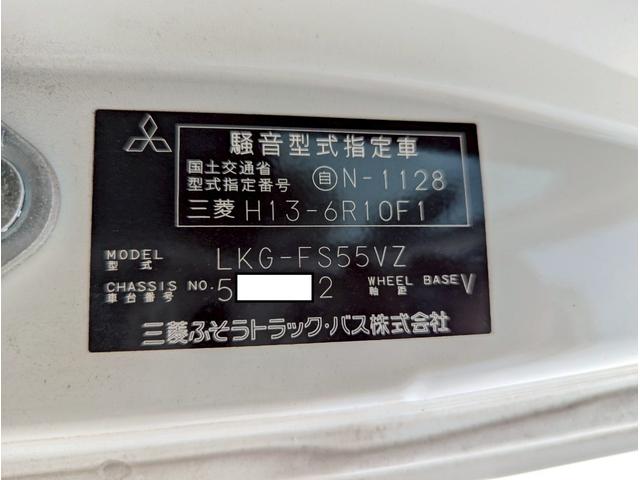 騒音型式指定車
国土交通省
型式指定番号 自N-1128
三菱 H13-6R10F1
MODEL
型式 LKG-FS55VZ
CHASSIS NO. 5 2 WHEEL BASE V
車台番号 軸距
三菱ふそうトラック・バス株式会社